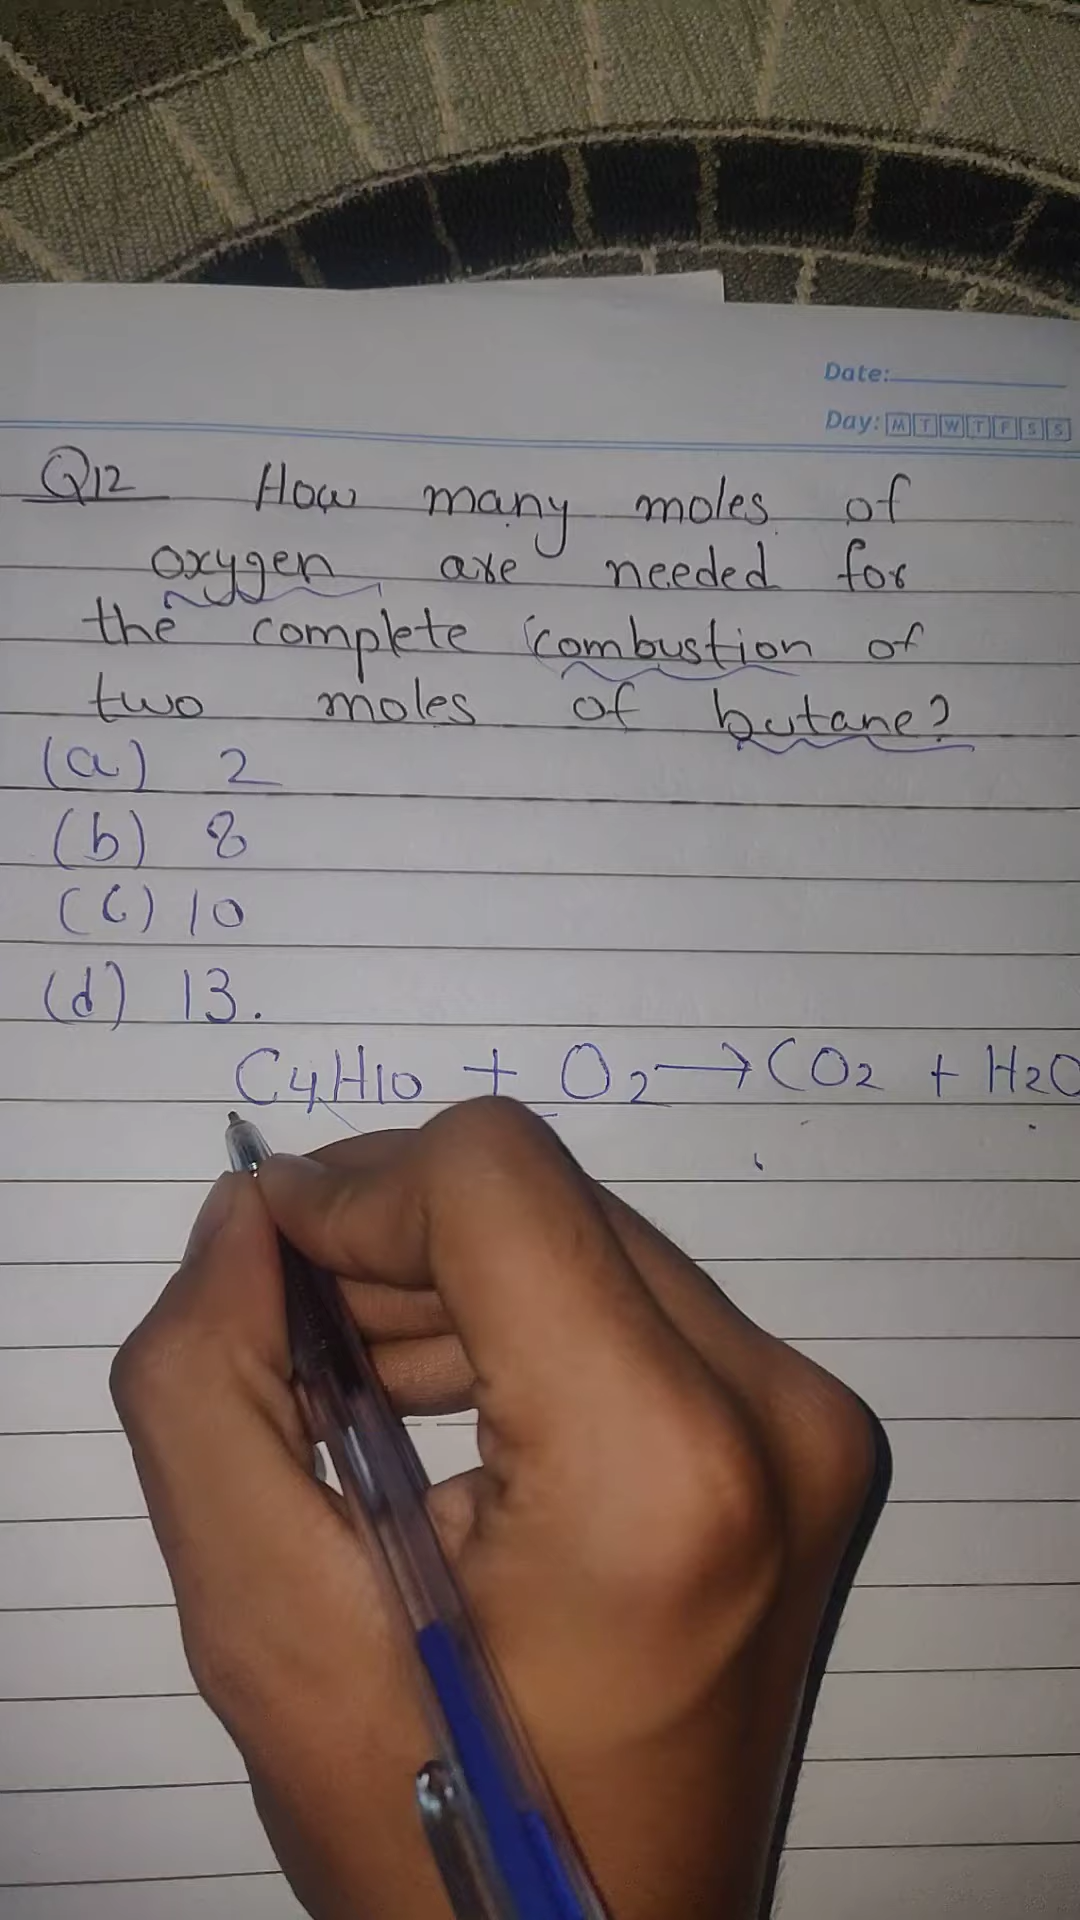 Date:
Day: M T W T F S S
Q12 How many moles of
oxygen are needed for
the complete combustion of
two moles of butane?
(a) 2
(b) 8
(C) 10
(d) 13.
C4H10 + O2 → CO2 + H2O